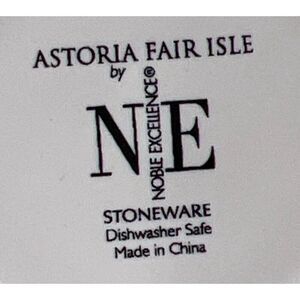 ASTORIA FAIR ISLE
by
NE
NOBLE EXCELLENCE®
STONEWARE
Dishwasher Safe
Made in China